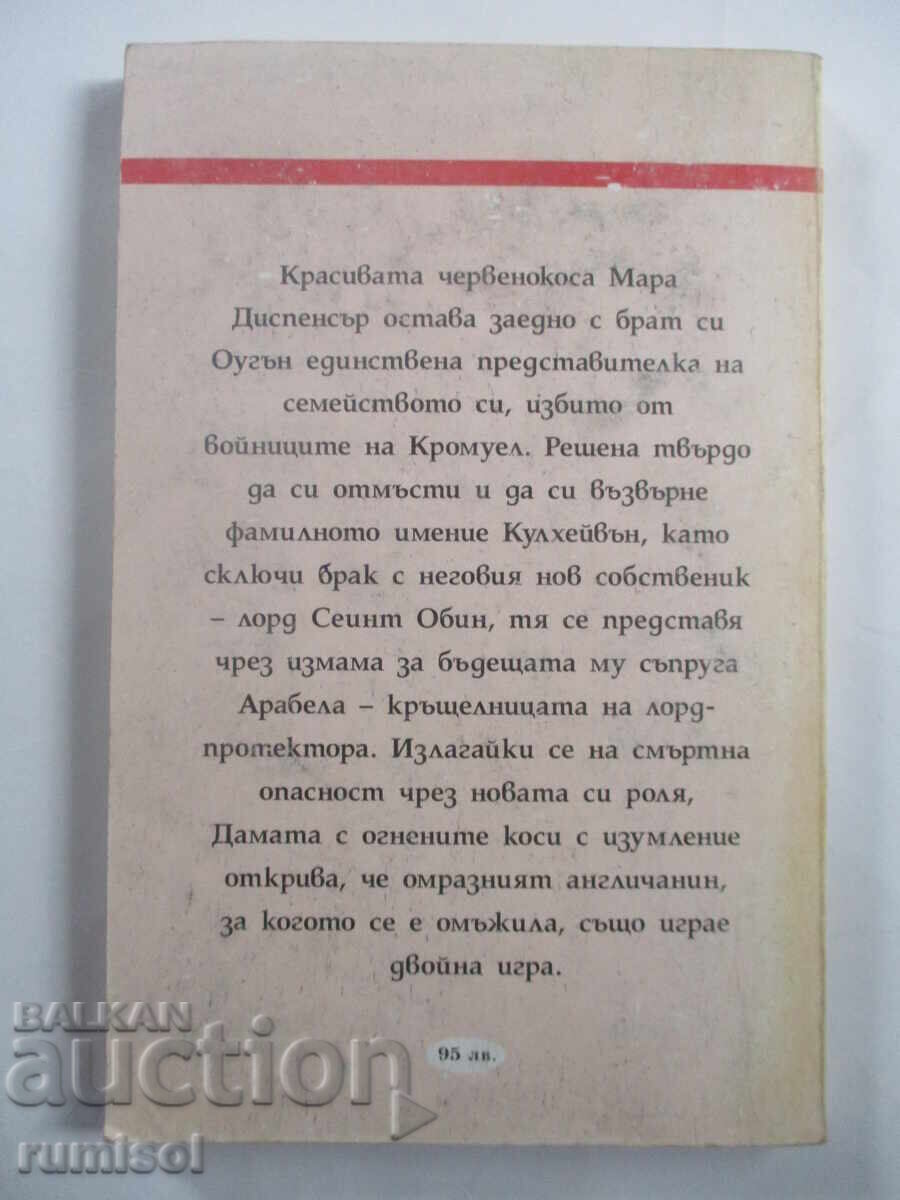 Красивата червенокоса Мара
Диспенсър остава заедно с брат си
Оугън единствена представителка на
семейството си, избито от
войниците на Кромуел. Решена твърдо
да си отмъсти и да си възвърне
фамилното имение Кулхейвън, като
сключи брак с неговия нов собственик
– лорд Сеинт Обин, тя се представя
чрез измама за бъдещата му съпруга
Арабела – кръщелницата на лорд-
протектора. Излагайки се на смъртна
опасност чрез новата си роля,
Дамата с огнените коси с изумление
открива, че омразният англичанин,
за когото се е омъжила, също играе
двойна игра.
95 лв.
BALKAN
auction
rumisol